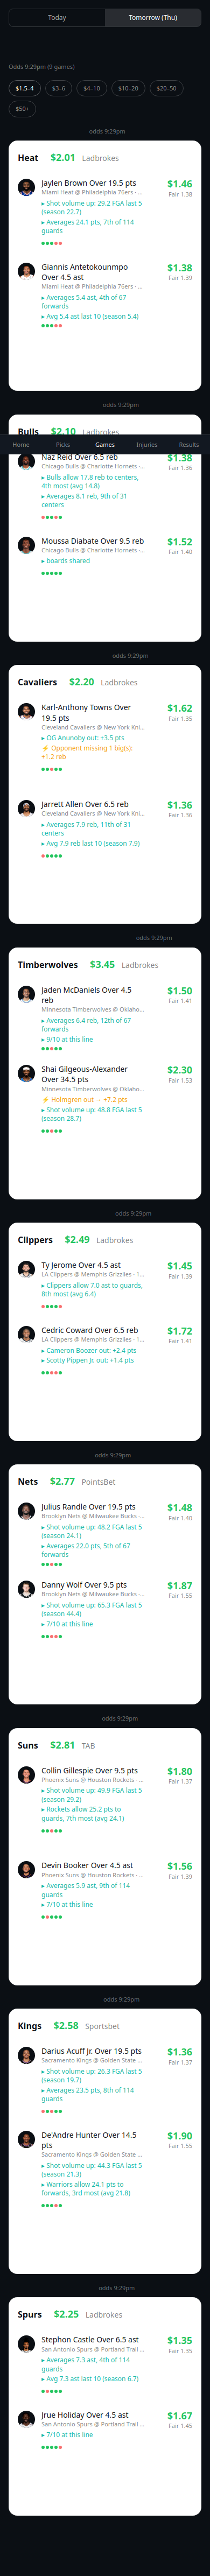 Today
Tomorrow (Thu)
Odds 9:29pm (9 games)
$1.5–4
$3–6
$4–10
$10–20
$20–50
$50+
odds 9:29pm
Heat $2.01 Ladbrokes
Jaylen Brown Over 19.5 pts
$1.46
Miami Heat @ Philadelphia 76ers · ...
Fair 1.38
▸ Shot volume up: 29.2 FGA last 5
(season 22.7)
▸ Averages 24.1 pts, 7th of 114
guards
Giannis Antetokounmpo
Over 4.5 ast
$1.38
Miami Heat @ Philadelphia 76ers · ...
Fair 1.39
▸ Averages 5.4 ast, 4th of 67
forwards
▸ Avg 5.4 ast last 10 (season 5.4)
odds 9:29pm
Bulls $2.10 Ladbrokes
Home
Picks
Games
Injuries
Results
Naz Reid Over 6.5 reb
$1.38
Chicago Bulls @ Charlotte Hornets ·...
Fair 1.36
▸ Bulls allow 17.8 reb to centers,
4th most (avg 14.8)
▸ Averages 8.1 reb, 9th of 31
centers
Moussa Diabate Over 9.5 reb
$1.52
Chicago Bulls @ Charlotte Hornets ·...
Fair 1.40
▸ boards shared
odds 9:29pm
Cavaliers $2.20 Ladbrokes
Karl-Anthony Towns Over
19.5 pts
$1.62
Cleveland Cavaliers @ New York Kni...
Fair 1.35
▸ OG Anunoby out: +3.5 pts
⚡ Opponent missing 1 big(s):
+1.2 reb
Jarrett Allen Over 6.5 reb
$1.36
Cleveland Cavaliers @ New York Kni...
Fair 1.36
▸ Averages 7.9 reb, 11th of 31
centers
▸ Avg 7.9 reb last 10 (season 7.9)
odds 9:29pm
Timberwolves $3.45 Ladbrokes
Jaden McDaniels Over 4.5
reb
$1.50
Minnesota Timberwolves @ Oklaho...
Fair 1.41
▸ Averages 6.4 reb, 12th of 67
forwards
▸ 9/10 at this line
Shai Gilgeous-Alexander
Over 34.5 pts
$2.30
Minnesota Timberwolves @ Oklaho...
Fair 1.53
⚡ Holmgren out → +7.2 pts
▸ Shot volume up: 48.8 FGA last 5
(season 28.7)
odds 9:29pm
Clippers $2.49 Ladbrokes
Ty Jerome Over 4.5 ast
$1.45
LA Clippers @ Memphis Grizzlies · 1...
Fair 1.39
▸ Clippers allow 7.0 ast to guards,
8th most (avg 6.4)
Cedric Coward Over 6.5 reb
$1.72
LA Clippers @ Memphis Grizzlies · 1...
Fair 1.41
▸ Cameron Boozer out: +2.4 pts
▸ Scotty Pippen Jr. out: +1.4 pts
odds 9:29pm
Nets $2.77 PointsBet
Julius Randle Over 19.5 pts
$1.48
Brooklyn Nets @ Milwaukee Bucks ·...
Fair 1.40
▸ Shot volume up: 48.2 FGA last 5
(season 24.1)
▸ Averages 22.0 pts, 5th of 67
forwards
Danny Wolf Over 9.5 pts
$1.87
Brooklyn Nets @ Milwaukee Bucks ·...
Fair 1.55
▸ Shot volume up: 65.3 FGA last 5
(season 44.4)
▸ 7/10 at this line
odds 9:29pm
Suns $2.81 TAB
Collin Gillespie Over 9.5 pts
$1.80
Phoenix Suns @ Houston Rockets · ...
Fair 1.37
▸ Shot volume up: 49.9 FGA last 5
(season 29.2)
▸ Rockets allow 25.2 pts to
guards, 7th most (avg 24.1)
Devin Booker Over 4.5 ast
$1.56
Phoenix Suns @ Houston Rockets · ...
Fair 1.39
▸ Averages 5.9 ast, 9th of 114
guards
▸ 7/10 at this line
odds 9:29pm
Kings $2.58 Sportsbet
Darius Acuff Jr. Over 19.5 pts
$1.36
Sacramento Kings @ Golden State ...
Fair 1.37
▸ Shot volume up: 26.3 FGA last 5
(season 19.7)
▸ Averages 23.5 pts, 8th of 114
guards
De'Andre Hunter Over 14.5
pts
$1.90
Sacramento Kings @ Golden State ...
Fair 1.55
▸ Shot volume up: 44.3 FGA last 5
(season 21.3)
▸ Warriors allow 24.1 pts to
forwards, 3rd most (avg 21.8)
odds 9:29pm
Spurs $2.25 Ladbrokes
Stephon Castle Over 6.5 ast
$1.35
San Antonio Spurs @ Portland Trail ...
Fair 1.35
▸ Averages 7.3 ast, 4th of 114
guards
▸ Avg 7.3 ast last 10 (season 6.7)
Jrue Holiday Over 4.5 ast
$1.67
San Antonio Spurs @ Portland Trail ...
Fair 1.45
▸ 7/10 at this line